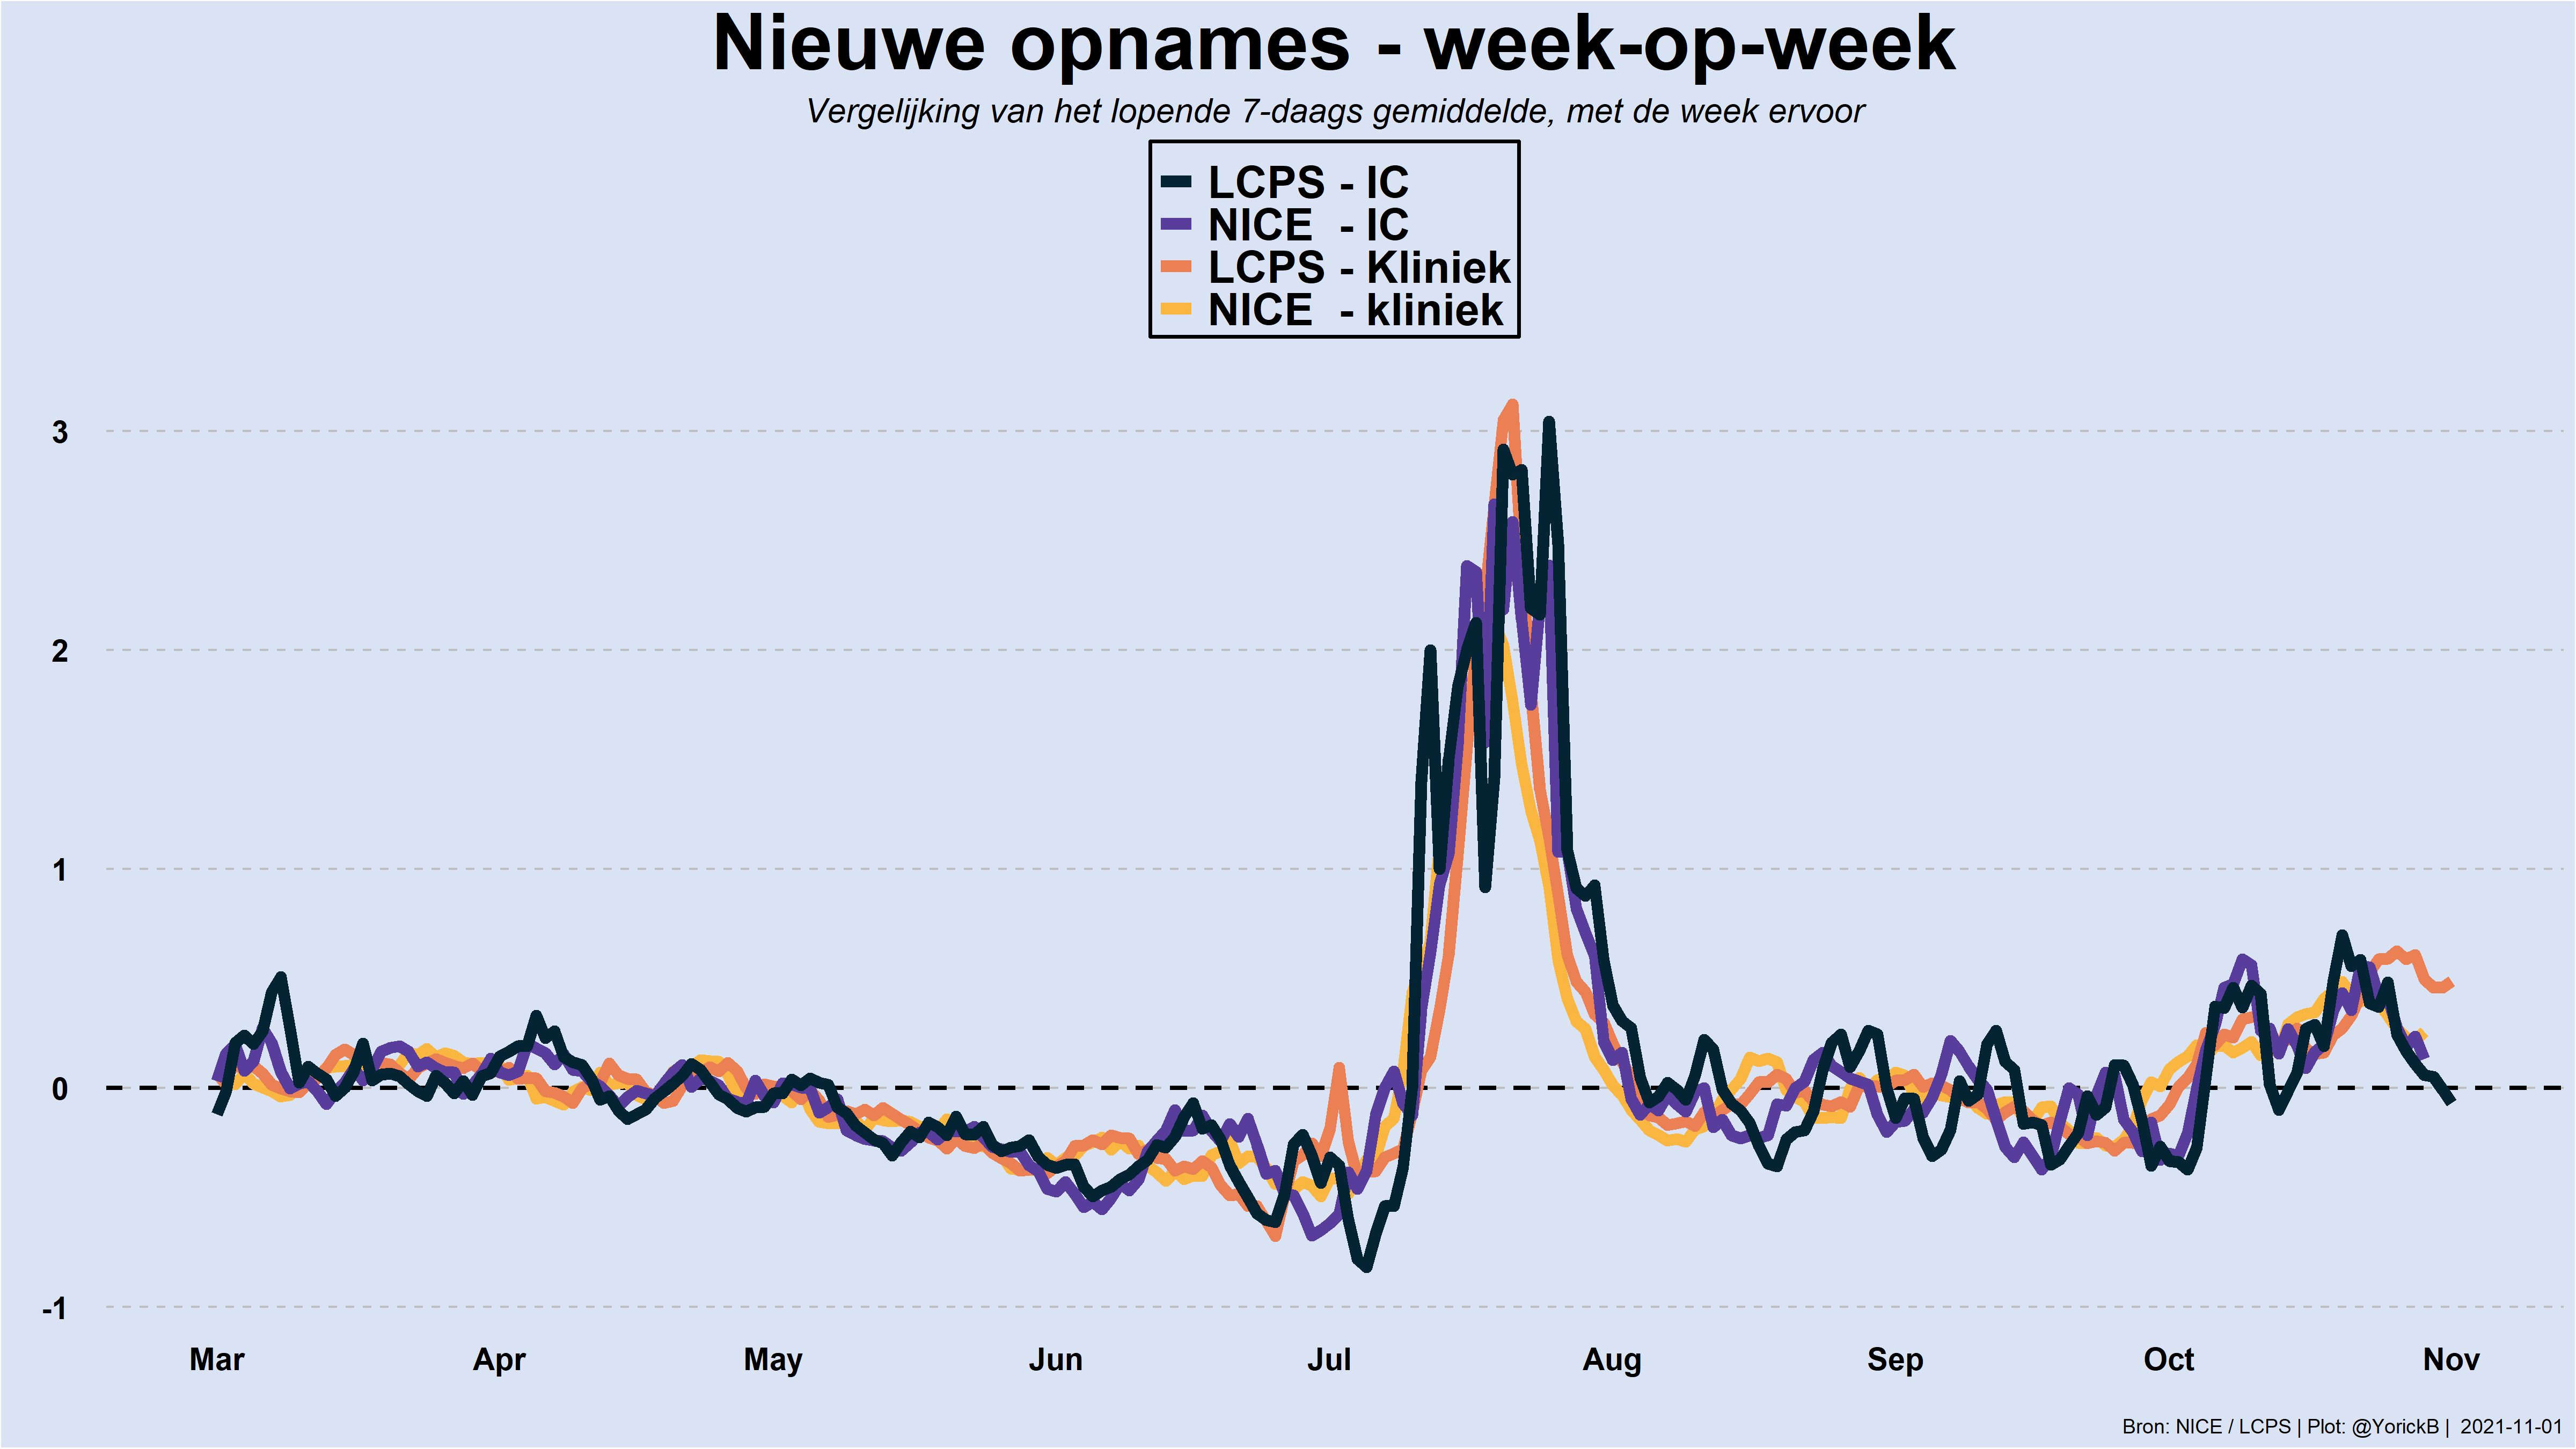 Nieuwe opnames - week-op-week
Vergelijking van het lopende 7-daags gemiddelde, met de week ervoor
LCPS - IC
NICE - IC
LCPS - Kliniek
NICE - kliniek
3
2
1
0
-1
Mar Apr May Jun Jul Aug Sep Oct Nov
Bron: NICE / LCPS | Plot: @YorickB | 2021-11-01